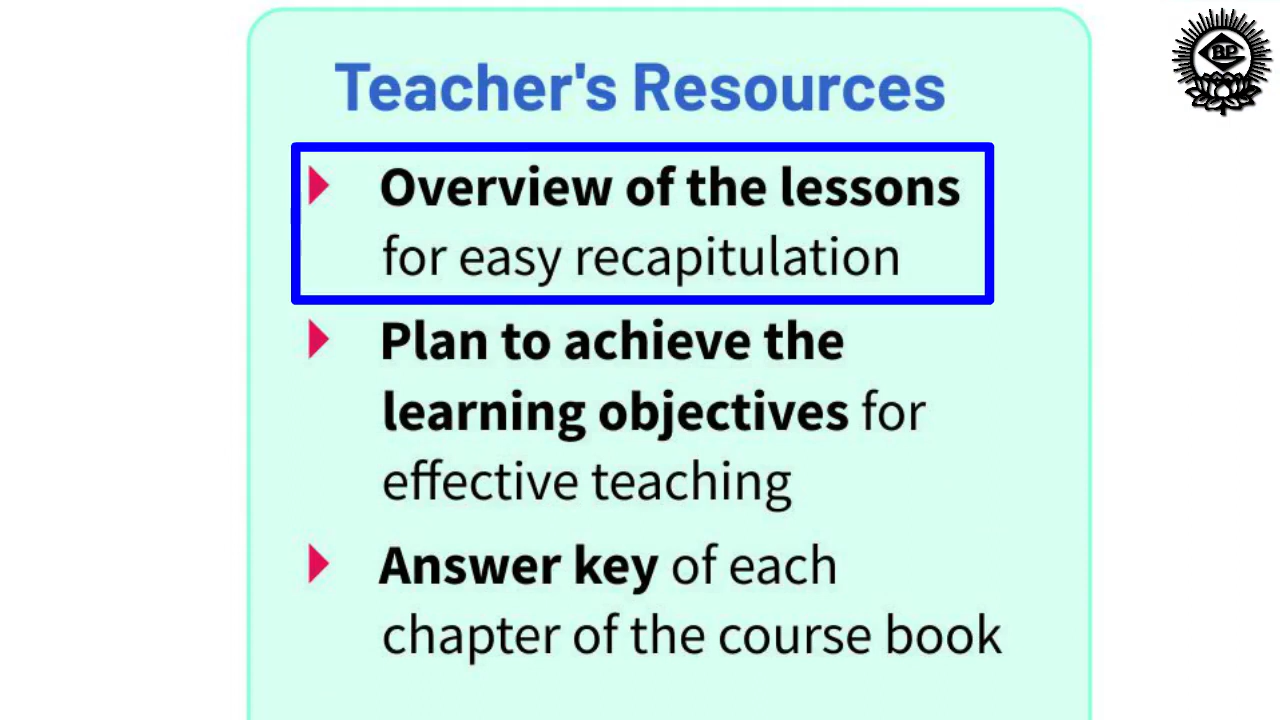 Teacher's Resources
Overview of the lessons
for easy recapitulation
Plan to achieve the
learning objectives for
effective teaching
Answer key of each
chapter of the course book
BP